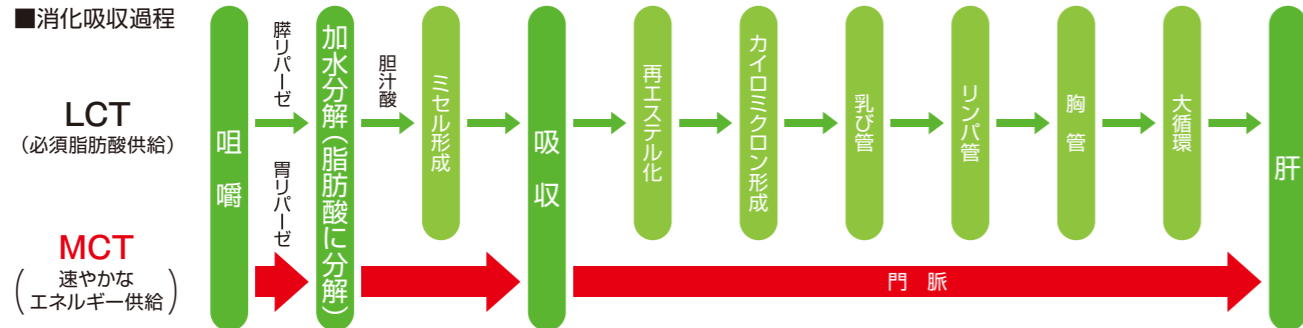 ■消化吸収過程
LCT
(必須脂肪酸供給)
MCT
(速やかな
エネルギー供給)
咀嚼
膵リパーゼ
胃リパーゼ
加水分解(脂肪酸に分解)
胆汁酸
ミセル形成
吸収
再エステル化
カイロミクロン形成
乳び管
リンパ管
胸管
大循環
門脈
肝